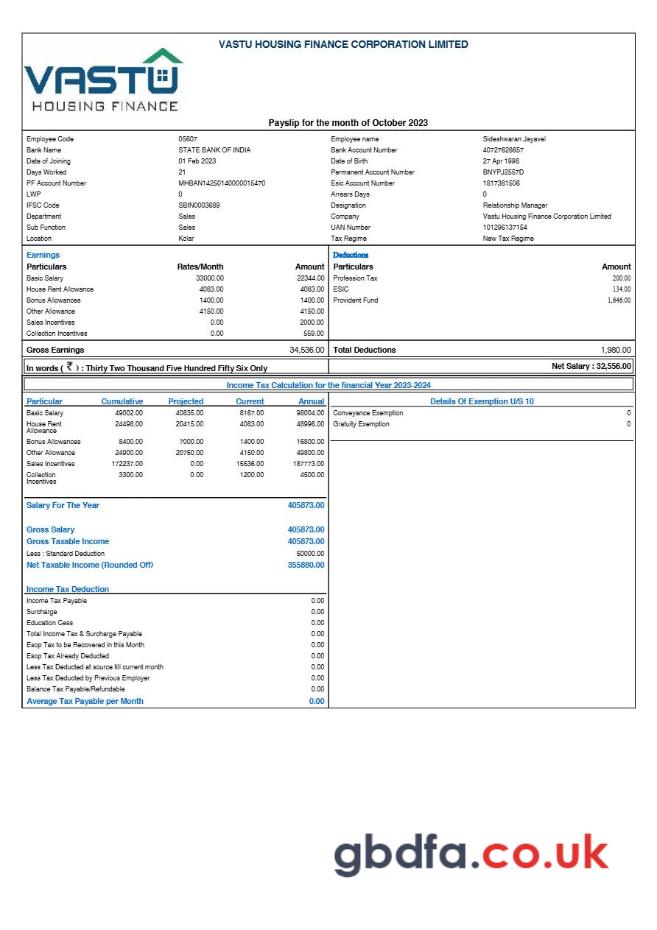 VASTU HOUSING FINANCE CORPORATION LIMITED
VASTU
HOUSING FINANCE
Payslip for the month of October 2023
Employee Code 05607 Employee name Sideshwaran Jayavel
Bank Name STATE BANK OF INDIA Bank Account Number 40727828657
Date of Joining 01 Feb 2023 Date of Birth 27 Apr 1998
Days Worked 21 Permanent Account Number BNYPJ2557D
PF Account Number MHBAN14250140000015470 Esic Account Number 1817381506
LWP 0 Arrears Days 0
IFSC Code SBIN0003689 Designation Relationship Manager
Department Sales Company Vastu Housing Finance Corporation Limited
Sub Function Sales UAN Number 101296137154
Location Kolar Tax Regime New Tax Regime
Earnings Deductions
Particulars Rates/Month Amount Particulars Amount
Basic Salary 33000.00 22344.00 Profession Tax 200.00
House Rent Allowance 4083.00 4083.00 ESIC 134.00
Bonus Allowances 1400.00 1400.00 Provident Fund 1,646.00
Other Allowance 4150.00 4150.00
Sales Incentives 0.00 2000.00
Collection Incentives 0.00 559.00
Gross Earnings 34,536.00 Total Deductions 1,980.00
In words ( ₹ ) : Thirty Two Thousand Five Hundred Fifty Six Only Net Salary : 32,556.00
Income Tax Calculation for the financial Year 2023-2024
Particular Cumulative Projected Current Annual Details Of Exemption U/S 10
Basic Salary 49002.00 40835.00 8167.00 98004.00 Conveyance Exemption 0
House Rent 24498.00 20415.00 4083.00 48996.00 Gratuity Exemption 0
Allowance
Bonus Allowances 8400.00 7000.00 1400.00 16800.00
Other Allowance 24900.00 20750.00 4150.00 49800.00
Sales Incentives 172237.00 0.00 15536.00 187773.00
Collection 3300.00 0.00 1200.00 4500.00
Incentives
Salary For The Year 405873.00
Gross Salary 405873.00
Gross Taxable Income 405873.00
Less : Standard Deduction 50000.00
Net Taxable Income (Rounded Off) 355880.00
Income Tax Deduction
Income Tax Payable 0.00
Surcharge 0.00
Education Cess 0.00
Total Income Tax & Surcharge Payable 0.00
Esop Tax to be Recovered in this Month 0.00
Esop Tax Already Deducted 0.00
Less Tax Deducted at source till current month 0.00
Less Tax Deducted by Previous Employer 0.00
Balance Tax Payable/Refundable 0.00
Average Tax Payable per Month 0.00
gbdfa.co.uk